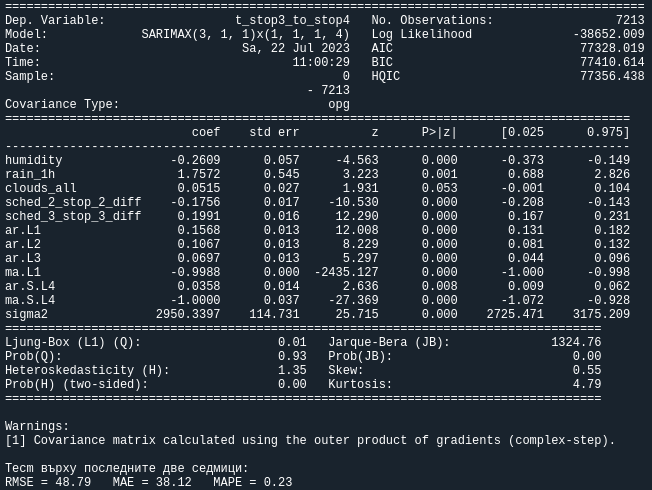 ==========================================================================================
Dep. Variable: t_stop3_to_stop4 No. Observations: 7213
Model: SARIMAX(3, 1, 1)x(1, 1, 1, 4) Log Likelihood -38652.009
Date: Sa, 22 Jul 2023 AIC 77328.019
Time: 11:00:29 BIC 77410.614
Sample: 0 HQIC 77356.438
- 7213
Covariance Type: opg
========================================================================================
coef std err z P>|z| [0.025 0.975]
----------------------------------------------------------------------------------------
humidity -0.2609 0.057 -4.563 0.000 -0.373 -0.149
rain_1h 1.7572 0.545 3.223 0.001 0.688 2.826
clouds_all 0.0515 0.027 1.931 0.053 -0.001 0.104
sched_2_stop_2_diff -0.1756 0.017 -10.530 0.000 -0.208 -0.143
sched_3_stop_3_diff 0.1991 0.016 12.290 0.000 0.167 0.231
ar.L1 0.1568 0.013 12.008 0.000 0.131 0.182
ar.L2 0.1067 0.013 8.229 0.000 0.081 0.132
ar.L3 0.0697 0.013 5.297 0.000 0.044 0.096
ma.L1 -0.9988 0.000 -2435.127 0.000 -1.000 -0.998
ar.S.L4 0.0358 0.014 2.636 0.008 0.009 0.062
ma.S.L4 -1.0000 0.037 -27.369 0.000 -1.072 -0.928
sigma2 2950.3397 114.731 25.715 0.000 2725.471 3175.209
===================================================================================
Ljung-Box (L1) (Q): 0.01 Jarque-Bera (JB): 1324.76
Prob(Q): 0.93 Prob(JB): 0.00
Heteroskedasticity (H): 1.35 Skew: 0.55
Prob(H) (two-sided): 0.00 Kurtosis: 4.79
===================================================================================
Warnings:
[1] Covariance matrix calculated using the outer product of gradients (complex-step).
Тест върху последните две седмици:
RMSE = 48.79 MAE = 38.12 MAPE = 0.23